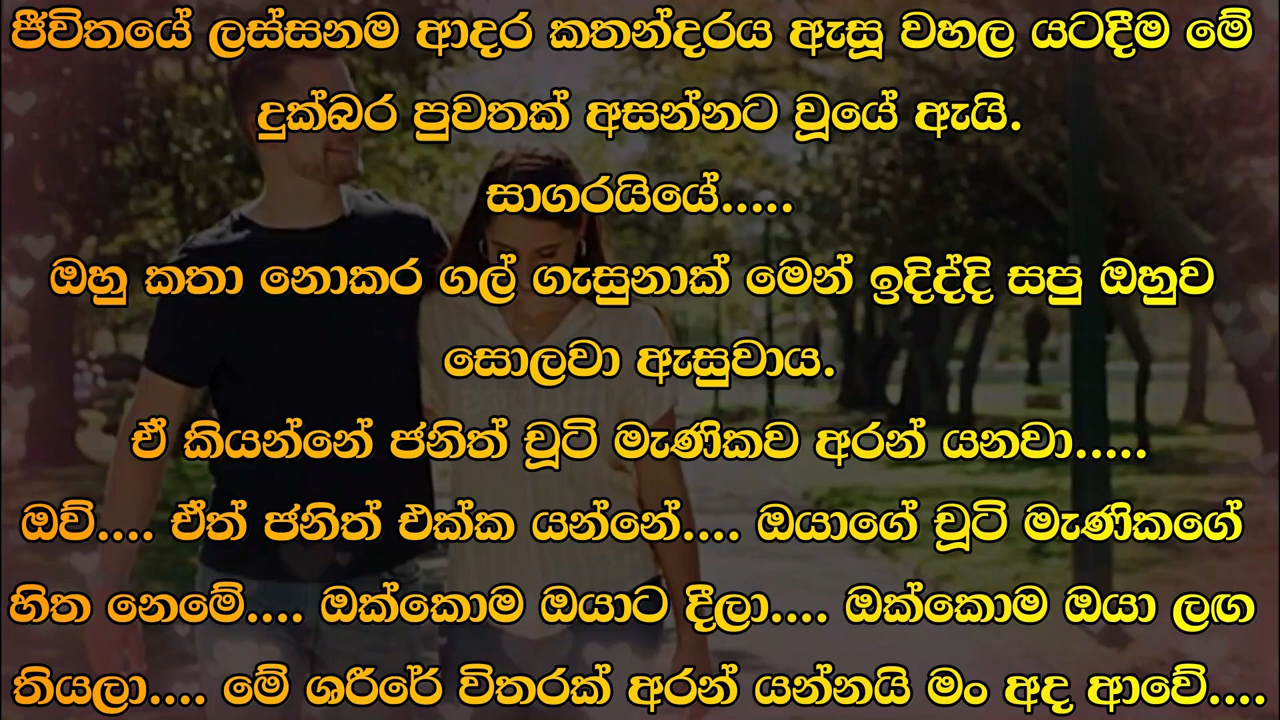 ජීවිතයේ ලස්සනම ආදර කතන්දරය ඇසූ වහල යටදීම මේ
දුක්බර පුවතක් අසන්නට වූයේ ඇයි.
සාගරයියේ.....
ඔහු කතා නොකර ගල් ගැසුනාක් මෙන් ඉදිද්දි සපු ඔහුව
සොලවා ඇසුවාය.
ඒ කියන්නේ ජනිත් චූටි මැණිකව අරන් යනවා.....
ඔව්.... ඒත් ජනිත් එක්ක යන්නේ.... ඔයාගේ චූටි මැණිකගේ
හිත නෙමේ.... ඔක්කොම ඔයාට දීලා.... ඔක්කොම ඔයා ලඟ
තියලා.... මේ ශරීරේ විතරක් අරන් යන්නයි මං අද ආවේ....